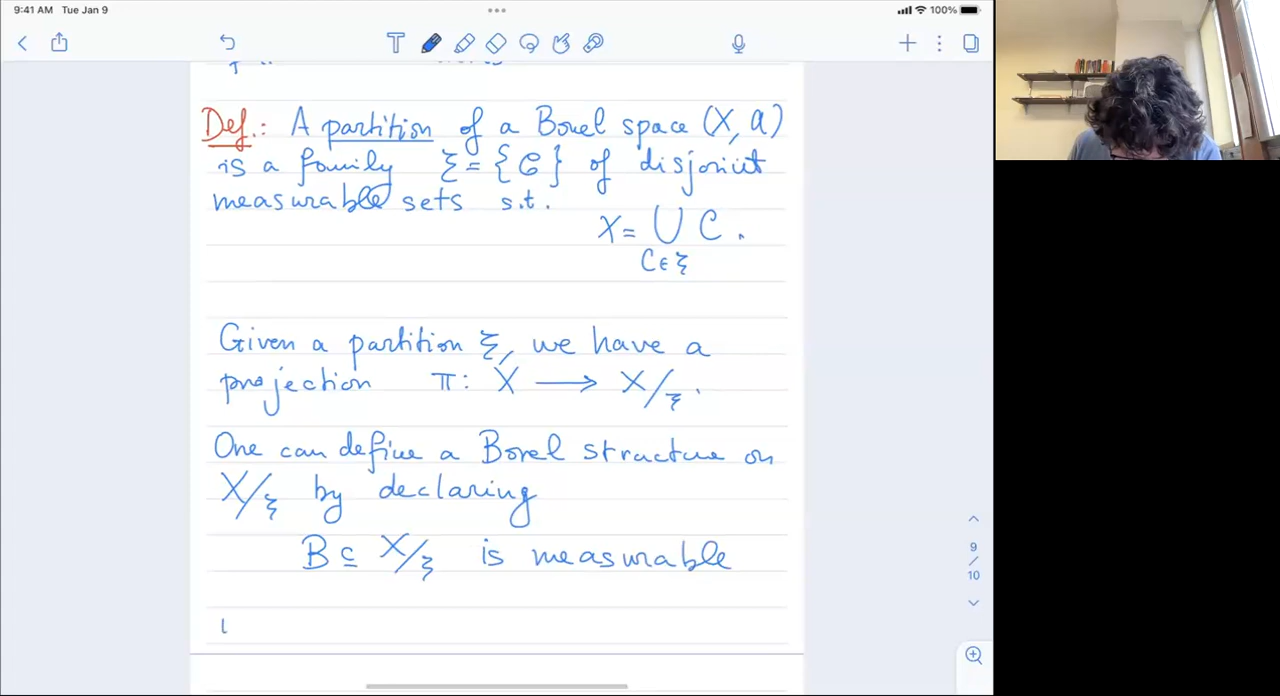 9:41 AM Tue Jan 9
100%
Def.: A partition of a Borel space (X, a)
is a family ξ = {C} of disjoint
measurable sets s.t.
X = ∪ C .
C∈ξ
Given a partition ξ, we have a
projection π: X ⟶ X/ξ.
One can define a Borel structure on
X/ξ by declaring
B ⊆ X/ξ is measurable
9
/
10